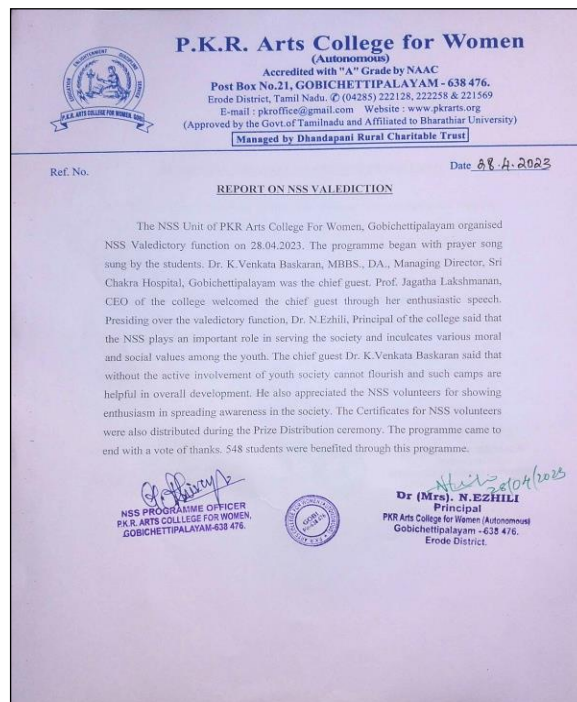 P.K.R. Arts College for Women
(Autonomous)
Accredited with "A" Grade by NAAC
Post Box No.21, GOBICHETTIPALAYAM - 638 476.
Erode District, Tamil Nadu. ✆ (04285) 222128, 222258 & 221569
E-mail : pkroffice@gmail.com Website : www.pkrarts.org
(Approved by the Govt.of Tamilnadu and Affiliated to Bharathiar University)
Managed by Dhandapani Rural Charitable Trust
EDUCATION ENLIGHTENMENT DISCIPLINE
P.K.R. ARTS COLLEGE FOR WOMEN, GOBI
Ref. No.
Date 28.4.2023
REPORT ON NSS VALEDICTION
The NSS Unit of PKR Arts College For Women, Gobichettipalayam organised
NSS Valedictory function on 28.04.2023. The programme began with prayer song
sung by the students. Dr. K.Venkata Baskaran, MBBS., DA., Managing Director, Sri
Chakra Hospital, Gobichettipalayam was the chief guest. Prof. Jagatha Lakshmanan,
CEO of the college welcomed the chief guest through her enthusiastic speech.
Presiding over the valedictory function, Dr. N.Ezhili, Principal of the college said that
the NSS plays an important role in serving the society and inculcates various moral
and social values among the youth. The chief guest Dr. K.Venkata Baskaran said that
without the active involvement of youth society cannot flourish and such camps are
helpful in overall development. He also appreciated the NSS volunteers for showing
enthusiasm in spreading awareness in the society. The Certificates for NSS volunteers
were also distributed during the Prize Distribution ceremony. The programme came to
end with a vote of thanks. 548 students were benefited through this programme.
NSS PROGRAMME OFFICER
P.K.R. ARTS COLLLEGE FOR WOMEN,
GOBICHETTIPALAYAM-638 476.
GOBI
28/04/2023
Dr (Mrs). N.EZHILI
Principal
PKR Arts College for Women (Autonomous)
Gobichettipalayam - 638 476.
Erode District.